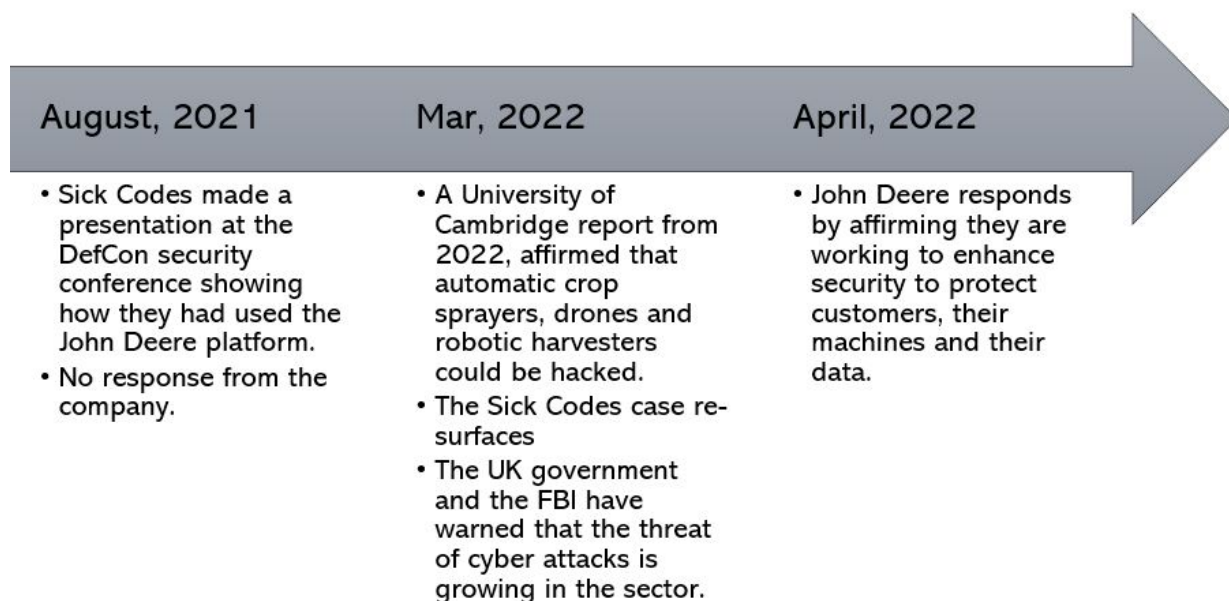 August, 2021
• Sick Codes made a
presentation at the
DefCon security
conference showing
how they had used the
John Deere platform.
• No response from the
company.
Mar, 2022
• A University of
Cambridge report from
2022, affirmed that
automatic crop
sprayers, drones and
robotic harvesters
could be hacked.
• The Sick Codes case re-
surfaces
• The UK government
and the FBI have
warned that the threat
of cyber attacks is
growing in the sector.
April, 2022
• John Deere responds
by affirming they are
working to enhance
security to protect
customers, their
machines and their
data.